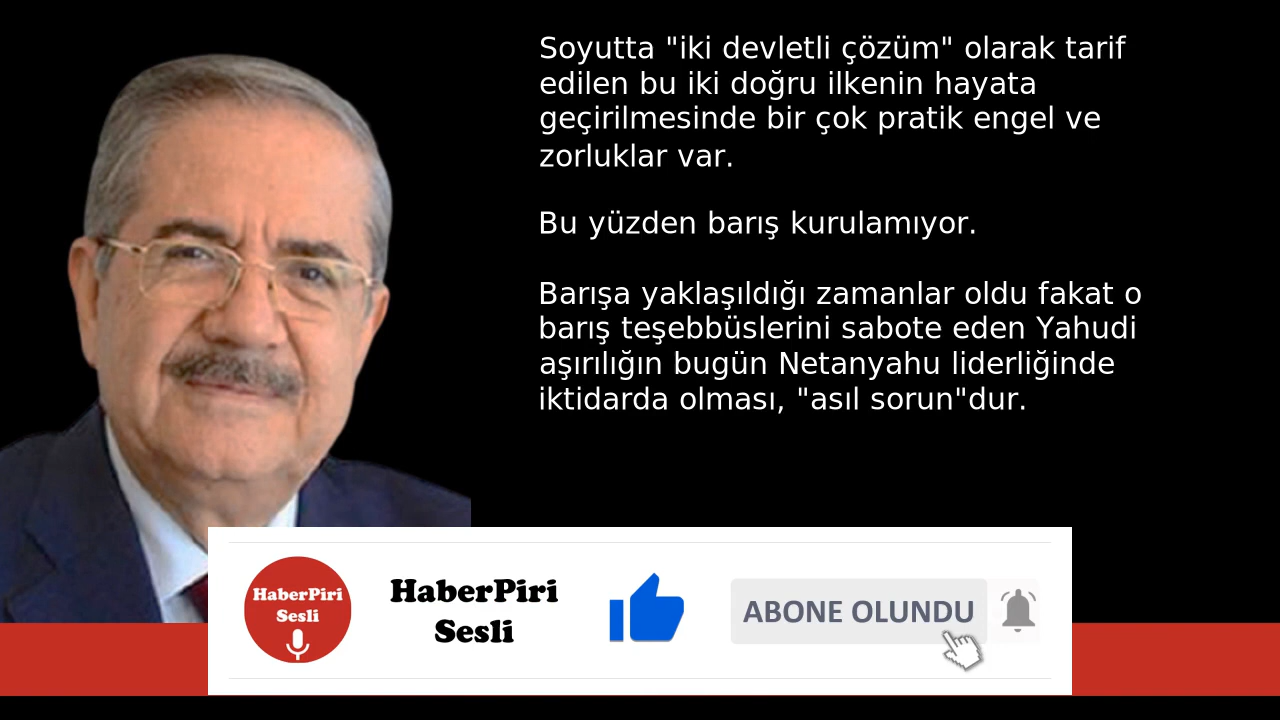 Soyutta "iki devletli çözüm" olarak tarif
edilen bu iki doğru ilkenin hayata
geçirilmesinde bir çok pratik engel ve
zorluklar var.
Bu yüzden barış kurulamıyor.
Barışa yaklaşıldığı zamanlar oldu fakat o
barış teşebbüslerini sabote eden Yahudi
aşırılığın bugün Netanyahu liderliğinde
iktidarda olması, "asıl sorun"dur.
HaberPiri
Sesli
HaberPiri
Sesli
ABONE OLUNDU